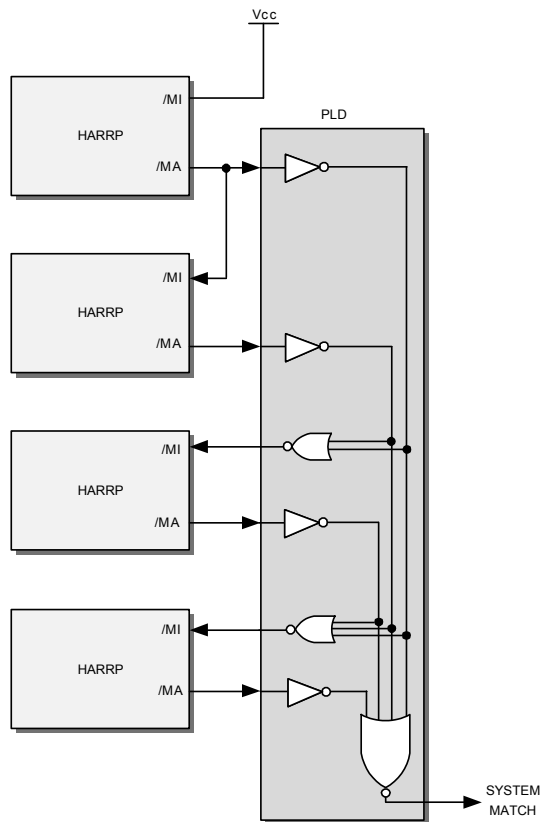 Vcc
/MI
HARRP
/MA
PLD
/MI
HARRP
/MA
/MI
HARRP
/MA
/MI
HARRP
/MA
SYSTEM
MATCH